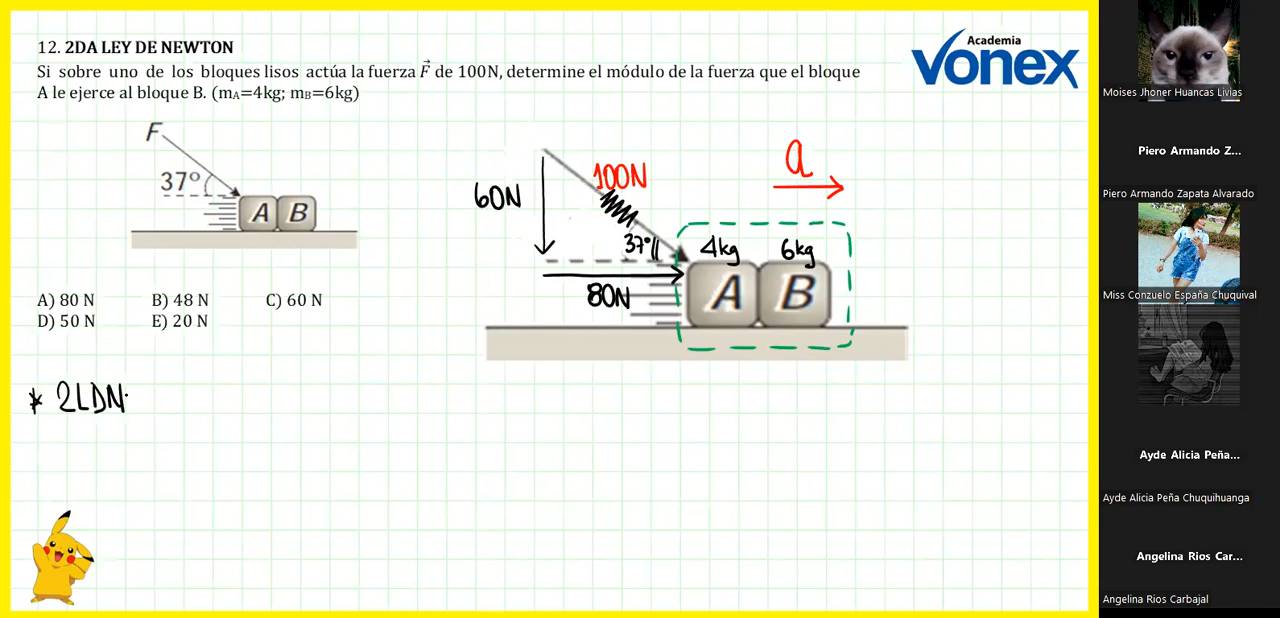 12. 2DA LEY DE NEWTON
Si sobre uno de los bloques lisos actúa la fuerza F⃗ de 100N, determine el módulo de la fuerza que el bloque
A le ejerce al bloque B. (mA=4kg; mB=6kg)
Academia
vonex
F
37°
A B
A) 80 N B) 48 N C) 60 N
D) 50 N E) 20 N
a
100N
60N
37°
4kg 6kg
80N
A B
* 2LDN:
Moises Jhoner Huancas Livias
Piero Armando Z...
Piero Armando Zapata Alvarado
Miss Conzuelo España Chuquival
Ayde Alicia Peña...
Ayde Alicia Peña Chuquihuanga
Angelina Rios Car...
Angelina Rios Carbajal